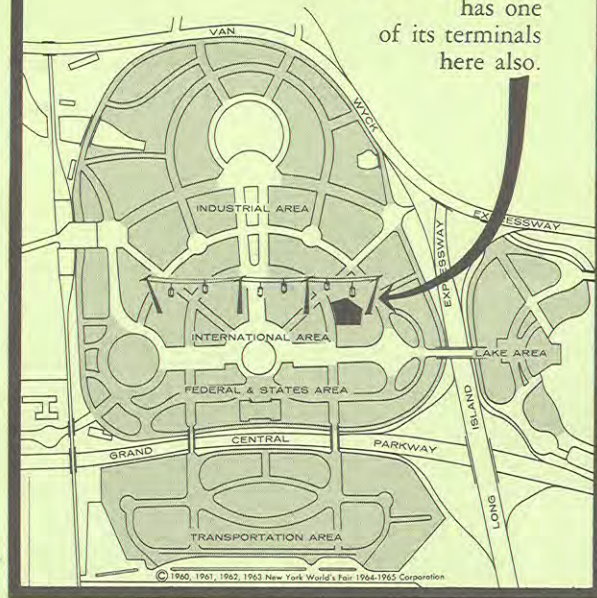 has one
of its terminals
here also.
VAN
WYCK
EXPRESSWAY
INDUSTRIAL AREA
EXPRESSWAY
INTERNATIONAL AREA
LAKE AREA
FEDERAL & STATES AREA
ISLAND
GRAND CENTRAL PARKWAY
LONG
TRANSPORTATION AREA
© 1960, 1961, 1962, 1963 New York World's Fair 1964-1965 Corporation